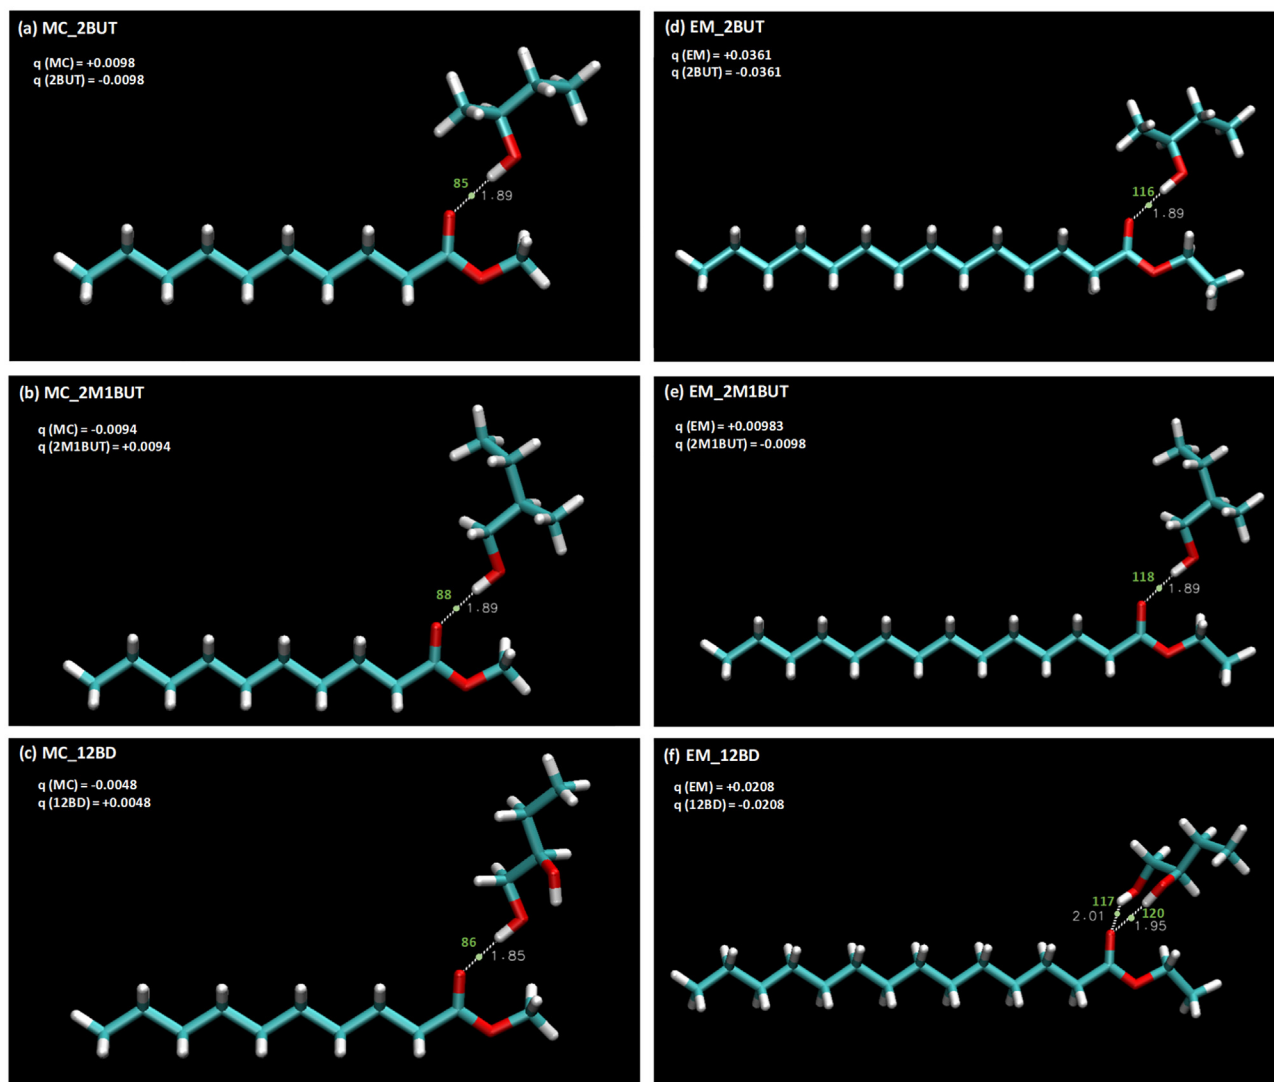 (a) MC_2BUT
q (MC) = +0.0098
q (2BUT) = -0.0098
85
1.89
(d) EM_2BUT
q (EM) = +0.0361
q (2BUT) = -0.0361
116
1.89
(b) MC_2M1BUT
q (MC) = -0.0094
q (2M1BUT) = +0.0094
88
1.89
(e) EM_2M1BUT
q (EM) = +0.00983
q (2M1BUT) = -0.0098
118
1.89
(c) MC_12BD
q (MC) = -0.0048
q (12BD) = +0.0048
86
1.85
(f) EM_12BD
q (EM) = +0.0208
q (12BD) = -0.0208
117
2.01
120
1.95